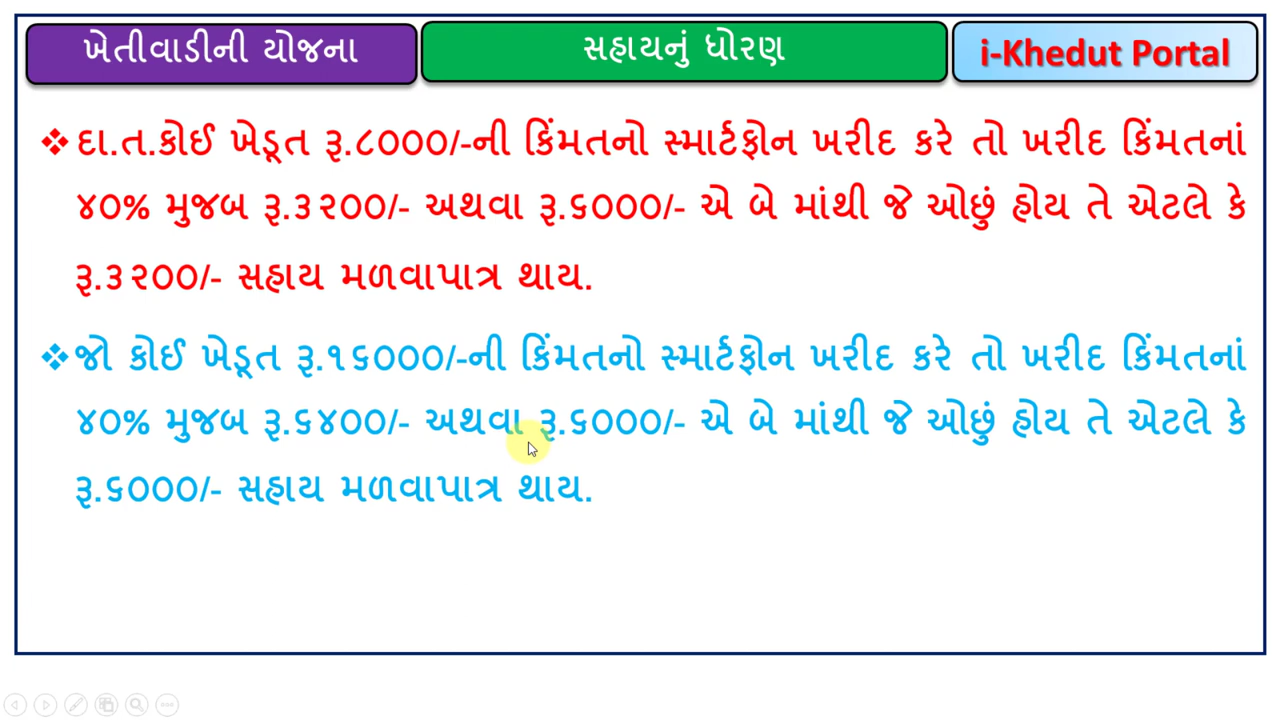 ખેતીવાડીની યોજના
સહાયનું ધોરણ
i-Khedut Portal
❖ દા.ત.કોઈ ખેડૂત રૂ.૮૦૦૦/-ની કિંમતનો સ્માર્ટફોન ખરીદ કરે તો ખરીદ કિંમતનાં
૪૦% મુજબ રૂ.૩૨૦૦/- અથવા રૂ.૬૦૦૦/- એ બે માંથી જે ઓછું હોય તે એટલે કે
રૂ.૩૨૦૦/- સહાય મળવાપાત્ર થાય.
❖ જો કોઈ ખેડૂત રૂ.૧૬૦૦૦/-ની કિંમતનો સ્માર્ટફોન ખરીદ કરે તો ખરીદ કિંમતનાં
૪૦% મુજબ રૂ.૬૪૦૦/- અથવા રૂ.૬૦૦૦/- એ બે માંથી જે ઓછું હોય તે એટલે કે
રૂ.૬૦૦૦/- સહાય મળવાપાત્ર થાય.